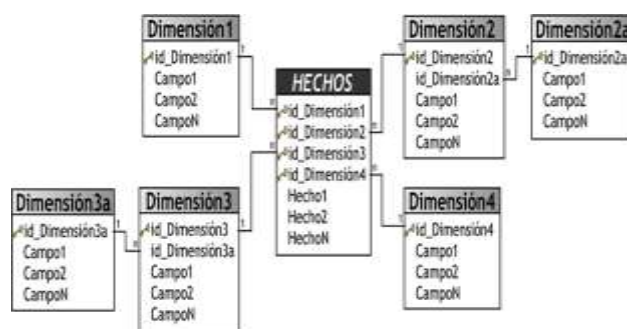 Dimensión1
id_Dimensión1
Campo1
Campo2
CampoN
HECHOS
id_Dimensión1
id_Dimensión2
id_Dimensión3
id_Dimensión4
Hecho1
Hecho2
HechoN
Dimensión2
id_Dimensión2
id_Dimensión2a
Campo1
Campo2
CampoN
Dimensión2a
id_Dimensión2a
Campo1
Campo2
CampoN
Dimensión3a
id_Dimensión3a
Campo1
Campo2
CampoN
Dimensión3
id_Dimensión3
id_Dimensión3a
Campo1
Campo2
CampoN
Dimensión4
id_Dimensión4
Campo1
Campo2
CampoN